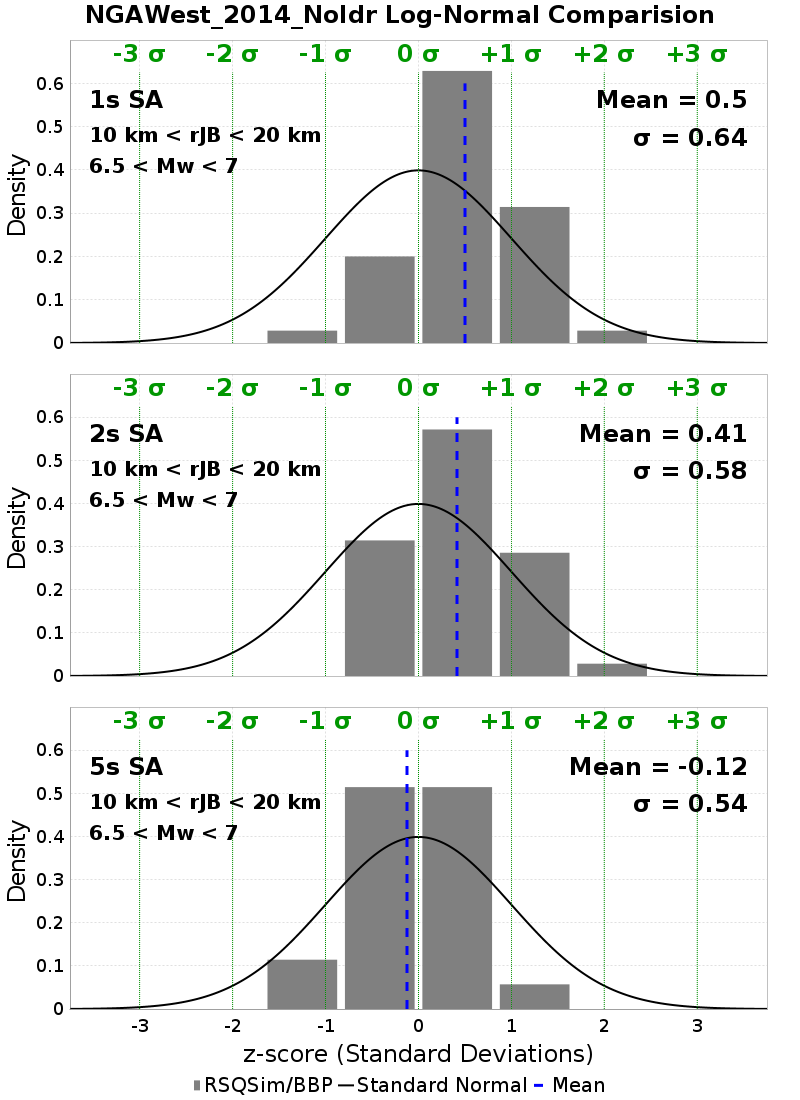 NGAWest_2014_NoIdr Log-Normal Comparision
-3 σ -2 σ -1 σ 0 σ +1 σ +2 σ +3 σ
1s SA
10 km < rJB < 20 km
6.5 < Mw < 7
Mean = 0.5
σ = 0.64
Density
0.6
0.5
0.4
0.3
0.2
0.1
0
-3 σ -2 σ -1 σ 0 σ +1 σ +2 σ +3 σ
2s SA
10 km < rJB < 20 km
6.5 < Mw < 7
Mean = 0.41
σ = 0.58
Density
0.6
0.5
0.4
0.3
0.2
0.1
0
-3 σ -2 σ -1 σ 0 σ +1 σ +2 σ +3 σ
5s SA
10 km < rJB < 20 km
6.5 < Mw < 7
Mean = -0.12
σ = 0.54
Density
0.6
0.5
0.4
0.3
0.2
0.1
0
-3 -2 -1 0 1 2 3
z-score (Standard Deviations)
RSQSim/BBP Standard Normal Mean